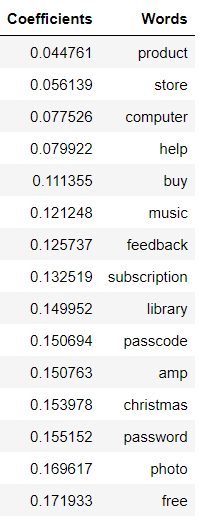 Coefficients Words
0.044761 product
0.056139 store
0.077526 computer
0.079922 help
0.111355 buy
0.121248 music
0.125737 feedback
0.132519 subscription
0.149952 library
0.150694 passcode
0.150763 amp
0.153978 christmas
0.155152 password
0.169617 photo
0.171933 free